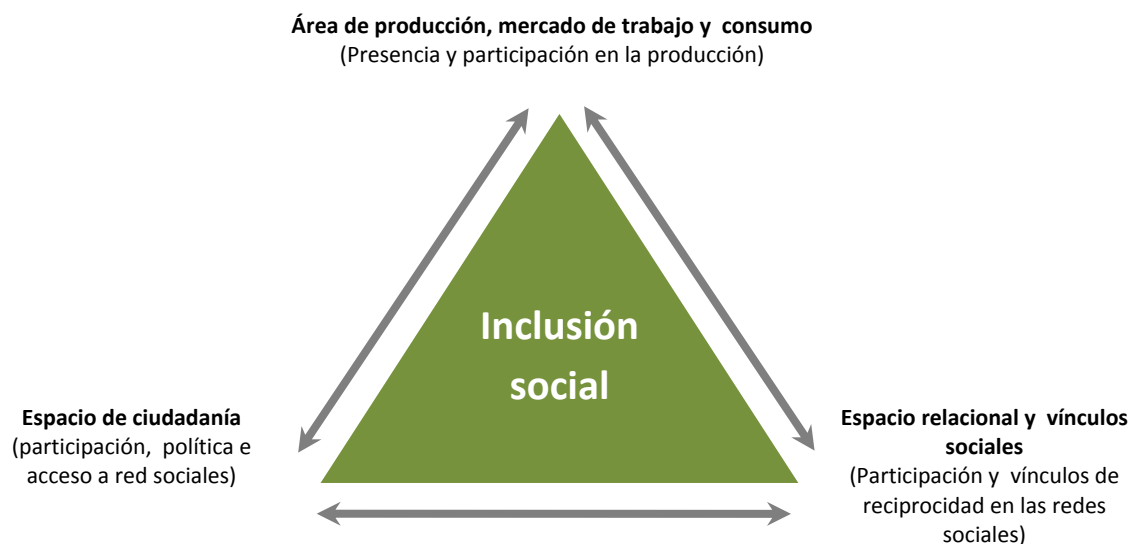 Área de producción, mercado de trabajo y  consumo
(Presencia y participación en la producción)
Inclusión
social
Espacio de ciudadanía
(participación,  política e
acceso a red sociales)
Espacio relacional y  vínculos
sociales
(Participación y  vínculos de
reciprocidad en las redes
sociales)